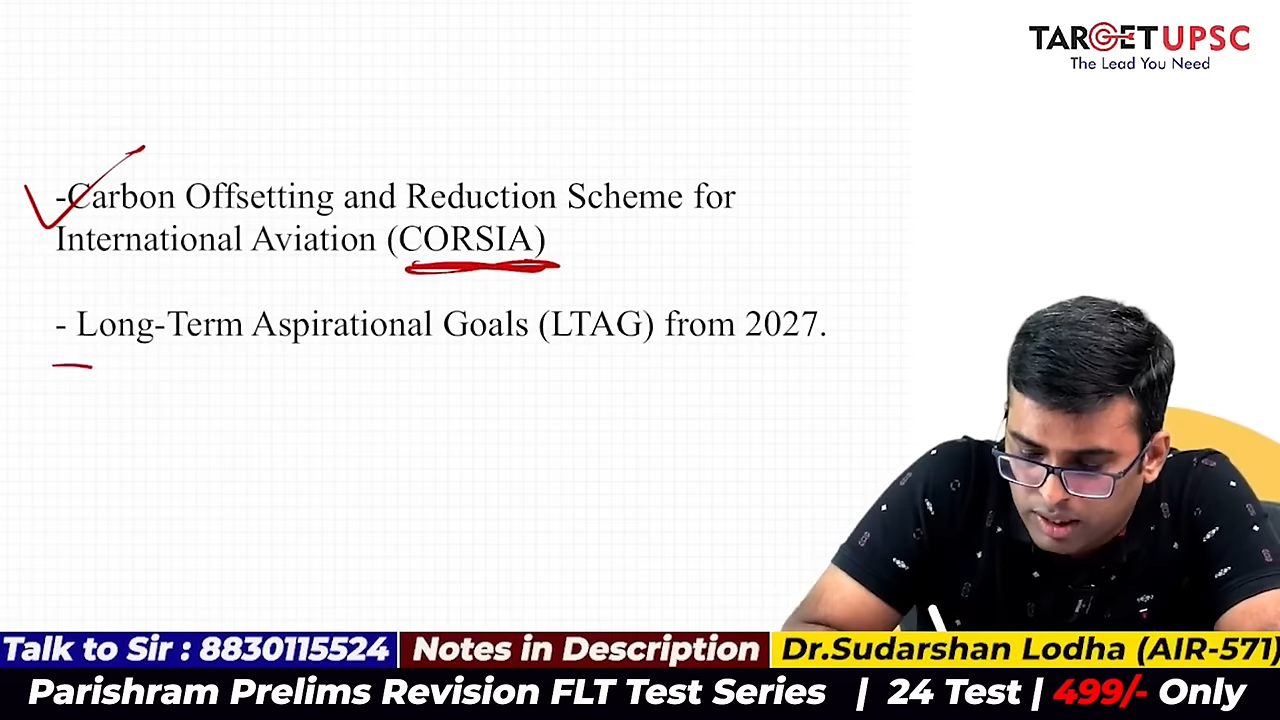 TARGETUPSC
The Lead You Need
-Carbon Offsetting and Reduction Scheme for
International Aviation (CORSIA)
- Long-Term Aspirational Goals (LTAG) from 2027.
Talk to Sir : 8830115524 Notes in Description Dr.Sudarshan Lodha (AIR-571)
Parishram Prelims Revision FLT Test Series | 24 Test | 499/- Only